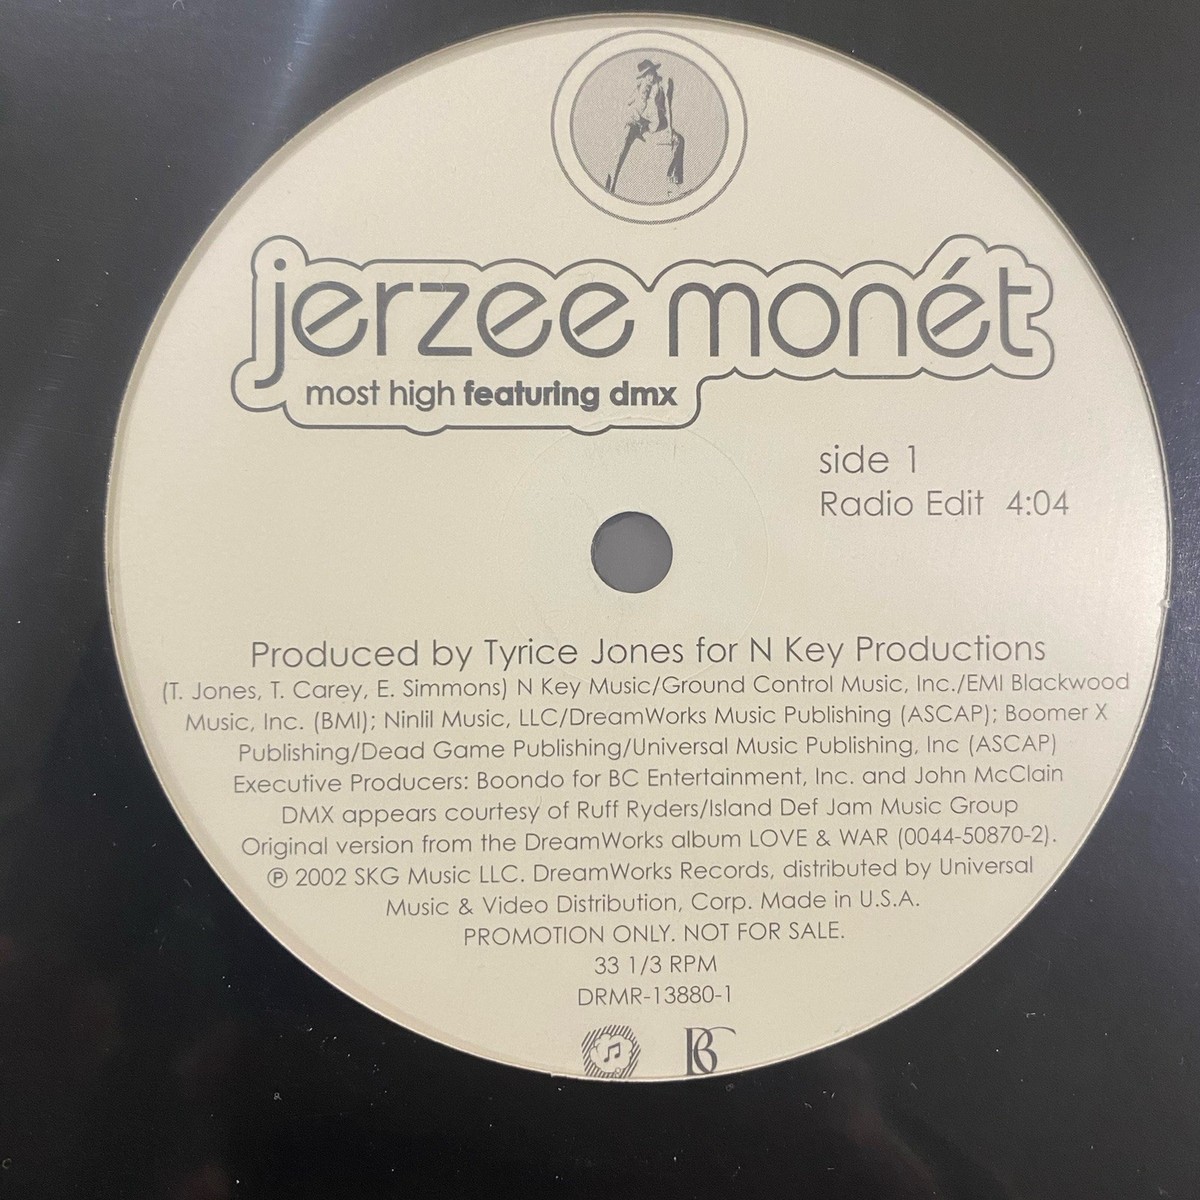 jerzee monét
most high featuring dmx
side 1
Radio Edit 4:04
Produced by Tyrice Jones for N Key Productions
(T. Jones, T. Carey, E. Simmons) N Key Music/Ground Control Music, Inc./EMI Blackwood
Music, Inc. (BMI); Ninlil Music, LLC/DreamWorks Music Publishing (ASCAP); Boomer X
Publishing/Dead Game Publishing/Universal Music Publishing, Inc (ASCAP)
Executive Producers: Boondo for BC Entertainment, Inc. and John McClain
DMX appears courtesy of Ruff Ryders/Island Def Jam Music Group
Original version from the DreamWorks album LOVE & WAR (0044-50870-2).
℗ 2002 SKG Music LLC. DreamWorks Records, distributed by Universal
Music & Video Distribution, Corp. Made in U.S.A.
PROMOTION ONLY. NOT FOR SALE.
33 1/3 RPM
DRMR-13880-1
BC